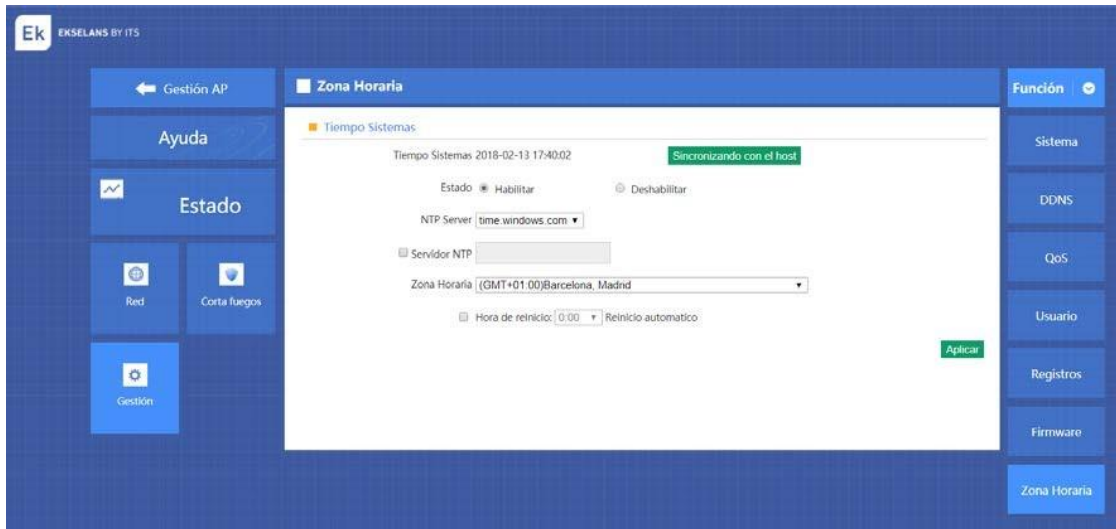 Ek EKSELANS BY ITS
Gestión AP
Ayuda
Estado
Red
Corta fuegos
Gestión
Zona Horaria
Tiempo Sistemas
Tiempo Sistemas 2018-02-13 17:40:02 Sincronizando con el host
Estado Habilitar Deshabilitar
NTP Server time.windows.com
Servidor NTP
Zona Horaria (GMT+01:00)Barcelona, Madrid
Hora de reinicio: 0:00 Reinicio automatico
Aplicar
Función
Sistema
DDNS
QoS
Usuario
Registros
Firmware
Zona Horaria